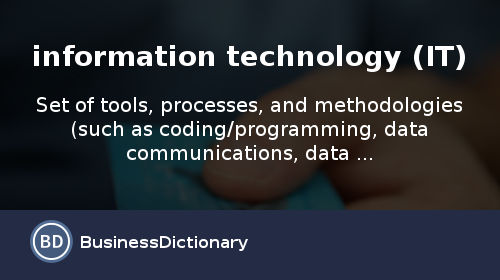 information technology (IT)
Set of tools, processes, and methodologies
(such as coding/programming, data
communications, data ...
BD BusinessDictionary